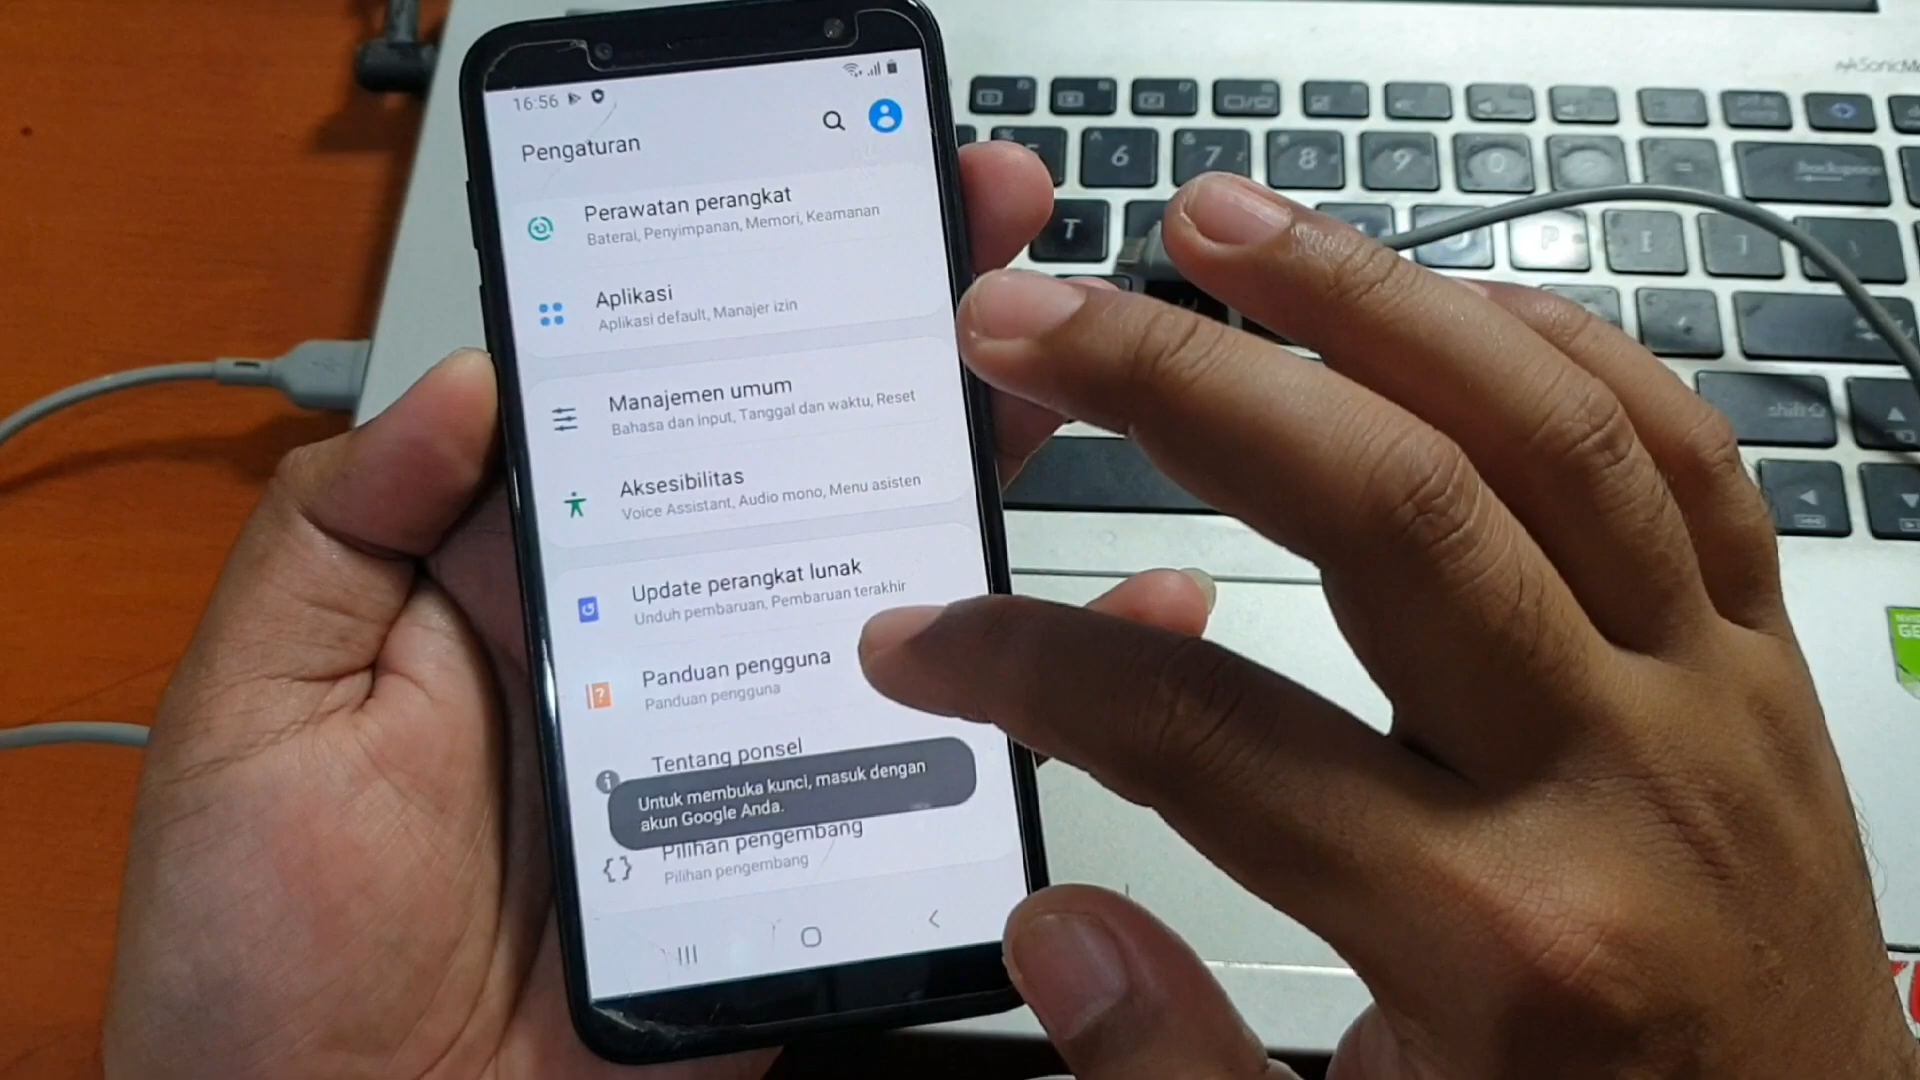 16:56
Pengaturan
Perawatan perangkat
Baterai, Penyimpanan, Memori, Keamanan
Aplikasi
Aplikasi default, Manajer izin
Manajemen umum
Bahasa dan input, Tanggal dan waktu, Reset
Aksesibilitas
Voice Assistant, Audio mono, Menu asisten
Update perangkat lunak
Unduh pembaruan, Pembaruan terakhir
Panduan pengguna
Panduan pengguna
Tentang ponsel
Untuk membuka kunci, masuk dengan
akun Google Anda.
Pilihan pengembang
Pilihan pengembang
6
7
8
9
0
backspace
T
P
shift